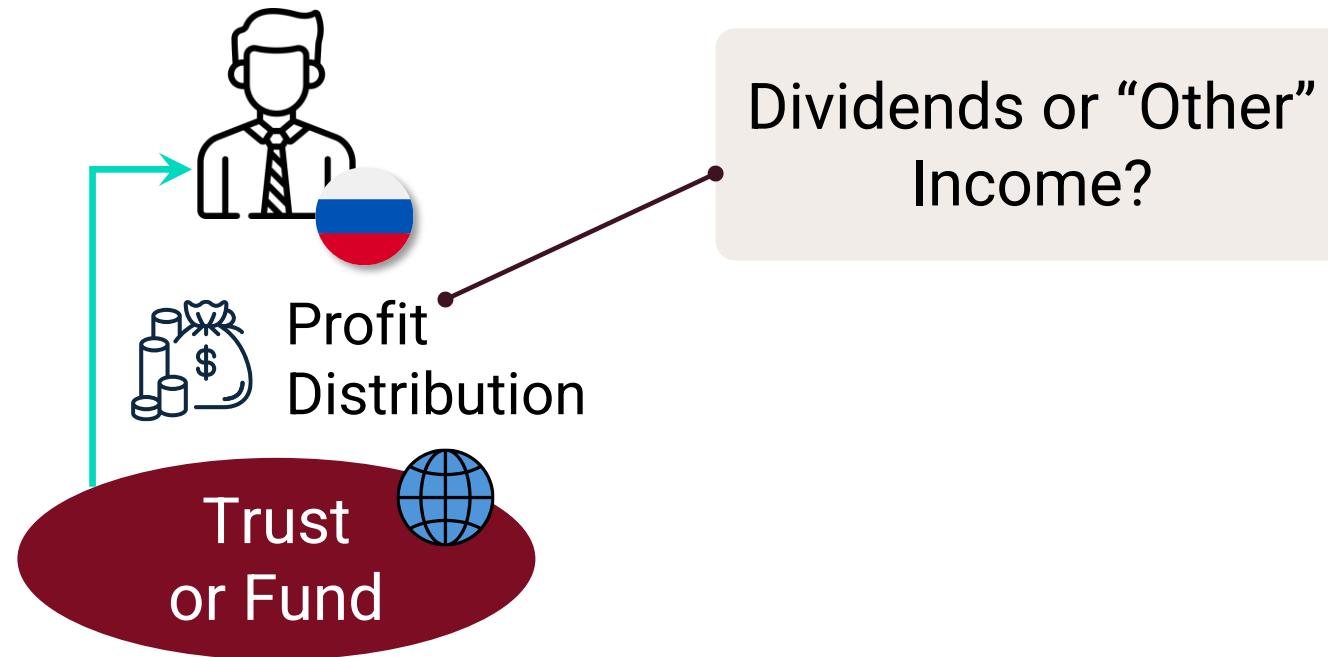 Dividends or “Other”
Income?
Profit
Distribution
$
Trust
or Fund